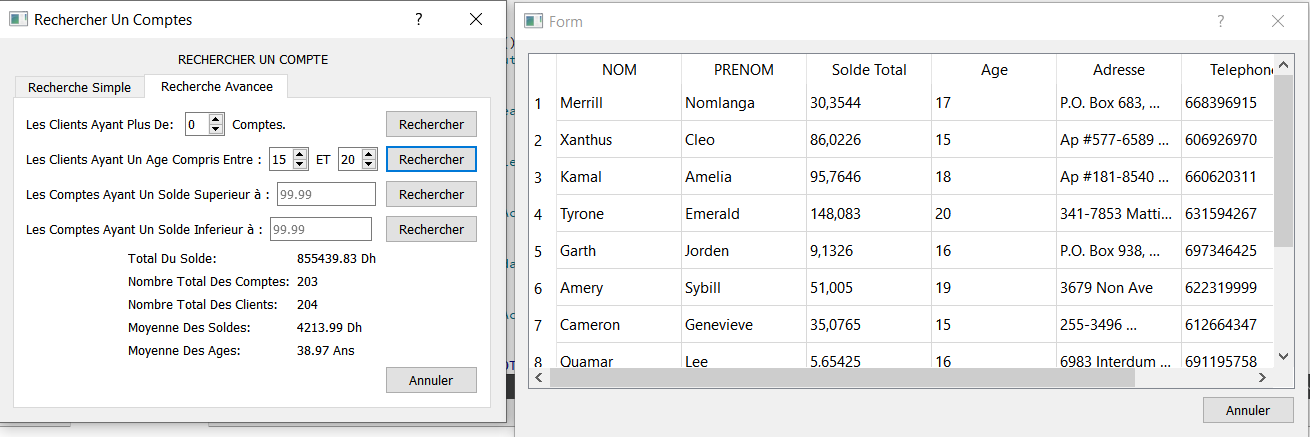 Rechercher Un Comptes
?
RECHERCHER UN COMPTE
Recherche Simple Recherche Avancee
Les Clients Ayant Plus De: 0 Comptes. Rechercher
Les Clients Ayant Un Age Compris Entre : 15 ET 20 Rechercher
Les Comptes Ayant Un Solde Superieur à : 99.99 Rechercher
Les Comptes Ayant Un Solde Inferieur à : 99.99 Rechercher
Total Du Solde: 855439.83 Dh
Nombre Total Des Comptes: 203
Nombre Total Des Clients: 204
Moyenne Des Soldes: 4213.99 Dh
Moyenne Des Ages: 38.97 Ans
Annuler
Form
?
NOM PRENOM Solde Total Age Adresse Telephone
1 Merrill Nomlanga 30,3544 17 P.O. Box 683, ... 668396915
2 Xanthus Cleo 86,0226 15 Ap #577-6589 ... 606926970
3 Kamal Amelia 95,7646 18 Ap #181-8540 ... 660620311
4 Tyrone Emerald 148,083 20 341-7853 Matti... 631594267
5 Garth Jorden 9,1326 16 P.O. Box 938, ... 697346425
6 Amery Sybill 51,005 19 3679 Non Ave 622319999
7 Cameron Genevieve 35,0765 15 255-3496 ... 612664347
8 Quamar Lee 5,65425 16 6983 Interdum ... 691195758
Annuler